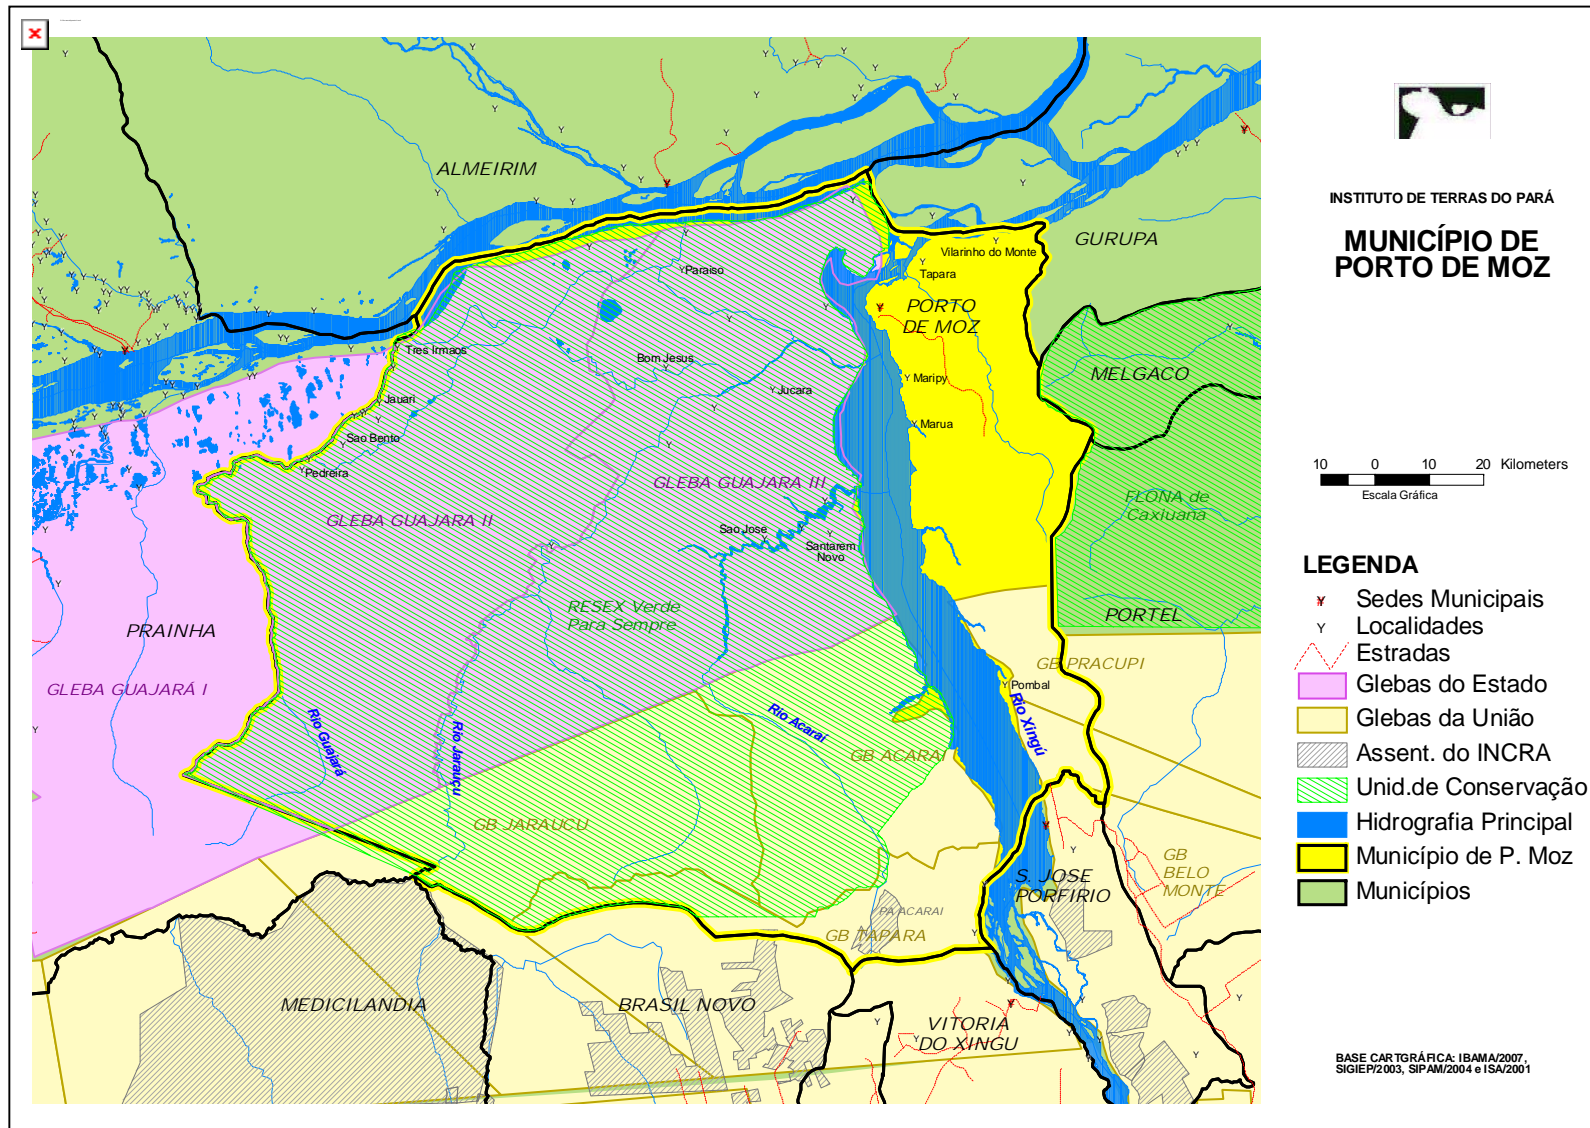 ALMEIRIM
GURUPA
Vilarinho do Monte
Tapara
Paraiso
PORTO
DE MOZ
Tres Irmaos
Bom Jesus
Jucara
Maripy
MELGACO
Jauari
Sao Bento
Marua
Pedreira
GLEBA GUAJARA III
GLEBA GUAJARA II
Sao Jose
Santarem
Novo
FLONA de
Caxiuana
RESEX Verde
Para Sempre
PRAINHA
PORTEL
GB PRACUPI
GLEBA GUAJARÁ I
Pombal
Rio Guajará
Rio Jarauçu
Rio Acaraí
Rio Xingú
GB ACARAI
GB JARAUCU
GB
BELO
MONTE
S. JOSE
PORFIRIO
PA ACARAI
GB TAPARA
MEDICILANDIA
BRASIL NOVO
VITORIA
DO XINGU
INSTITUTO DE TERRAS DO PARÁ
MUNICÍPIO DE
PORTO DE MOZ
10 0 10 20 Kilometers
Escala Gráfica
LEGENDA
Sedes Municipais
Localidades
Estradas
Glebas do Estado
Glebas da União
Assent. do INCRA
Unid.de Conservação
Hidrografia Principal
Município de P. Moz
Municípios
BASE CARTGRÁFICA: IBAMA/2007,
SIGIEP/2003, SIPAM/2004 e ISA/2001